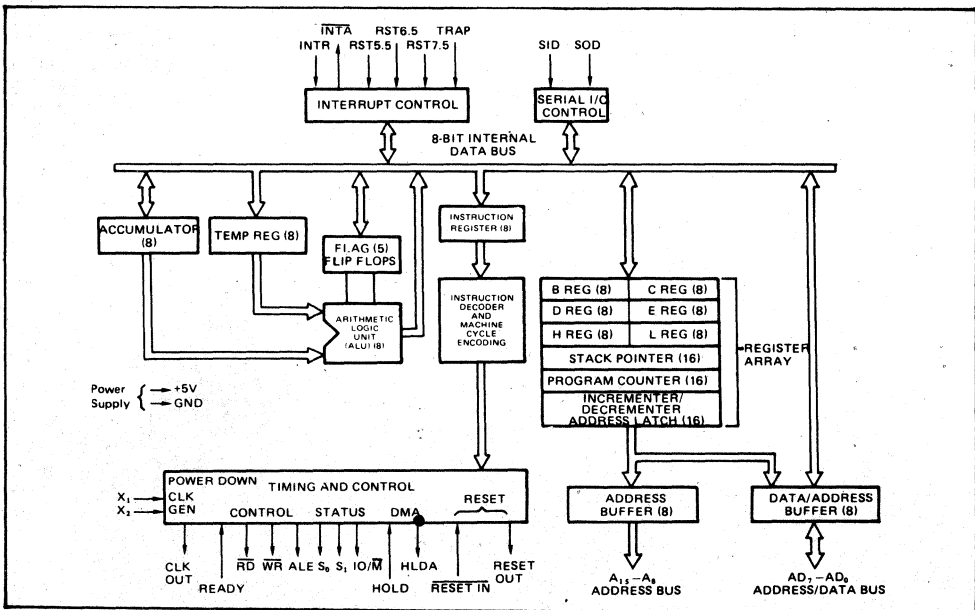 INTA RST6.5 TRAP
INTR RST5.5 RST7.5
SID SOD
INTERRUPT CONTROL
SERIAL I/C
CONTROL
8-BIT INTERNAL
DATA BUS
ACCUMULATOR
(8)
TEMP REG (8)
FLAG (5)
FLIP FLOPS
INSTRUCTION
REGISTER (8)
ARITHMETIC
LOGIC
UNIT
(ALU) (8)
INSTRUCTION
DECODER
AND
MACHINE
CYCLE
ENCODING
B REG (8) C REG (8)
D REG (8) E REG (8)
H REG (8) L REG (8)
STACK POINTER (16)
PROGRAM COUNTER (16)
INCREMENTER/
DECREMENTER
ADDRESS LATCH (16)
REGISTER
ARRAY
Power
Supply
+5V
GND
POWER DOWN
TIMING AND CONTROL
X₁ CLK
X₂ GEN
CONTROL STATUS DMA RESET
CLK
OUT
READY
RD WR ALE S₀ S₁ IO/M
HOLD
HLDA
RESET IN
RESET
OUT
ADDRESS
BUFFER (8)
DATA/ADDRESS
BUFFER (8)
A₁₅–A₈
ADDRESS BUS
AD₇–AD₀
ADDRESS/DATA BUS